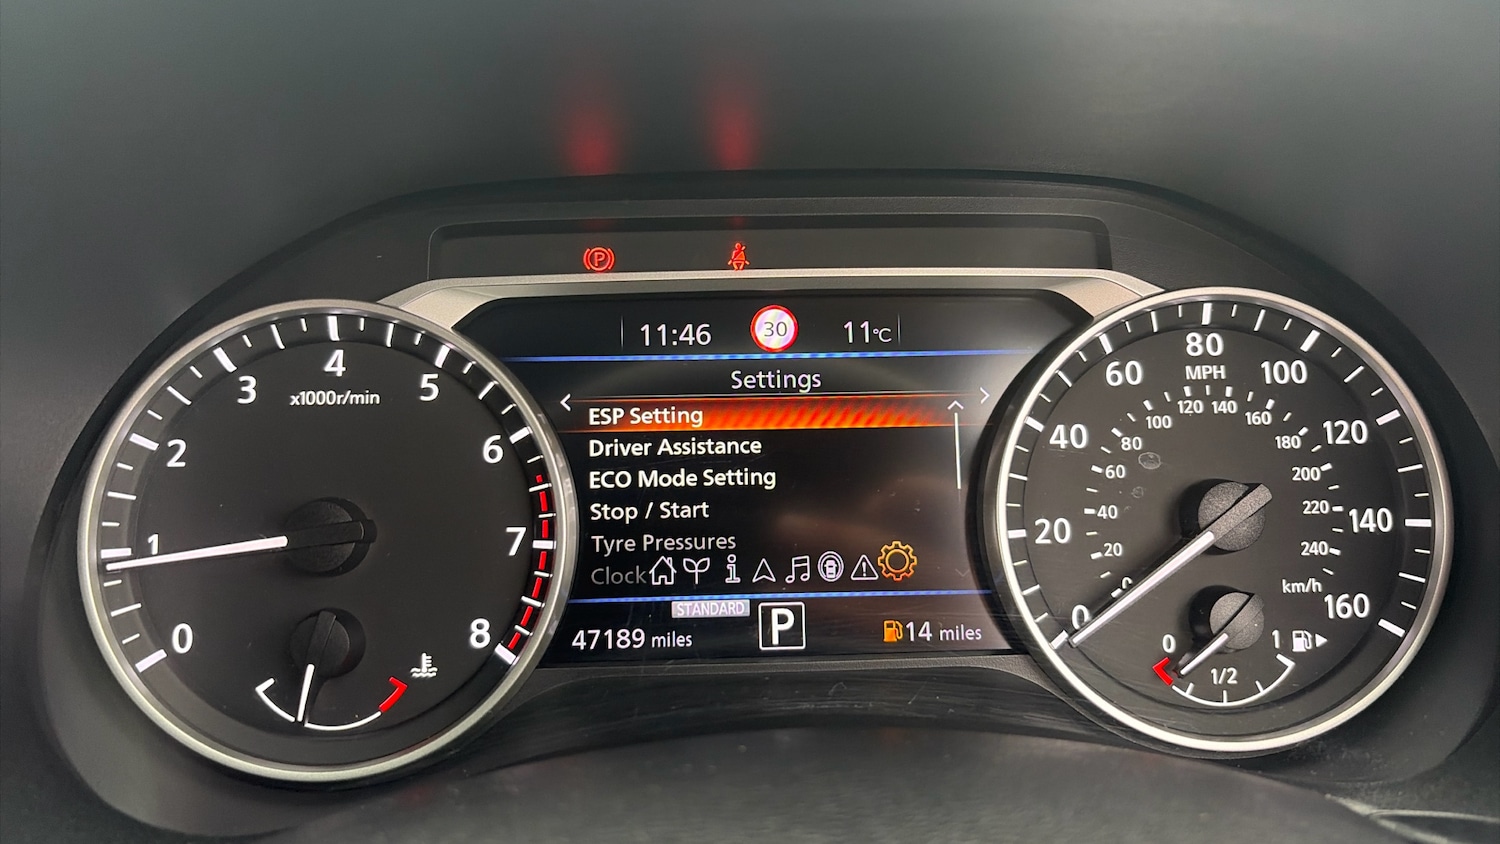 P
11:46
30
11°C
Settings
ESP Setting
Driver Assistance
ECO Mode Setting
Stop / Start
Tyre Pressures
Clock
STANDARD
47189 miles
P
14 miles
0
1
2
3
4
5
6
7
8
x1000r/min
0
20
40
60
80
100
120
140
160
MPH
0
20
40
60
80
100
120
140
160
180
200
220
240
km/h
0
1/2
1